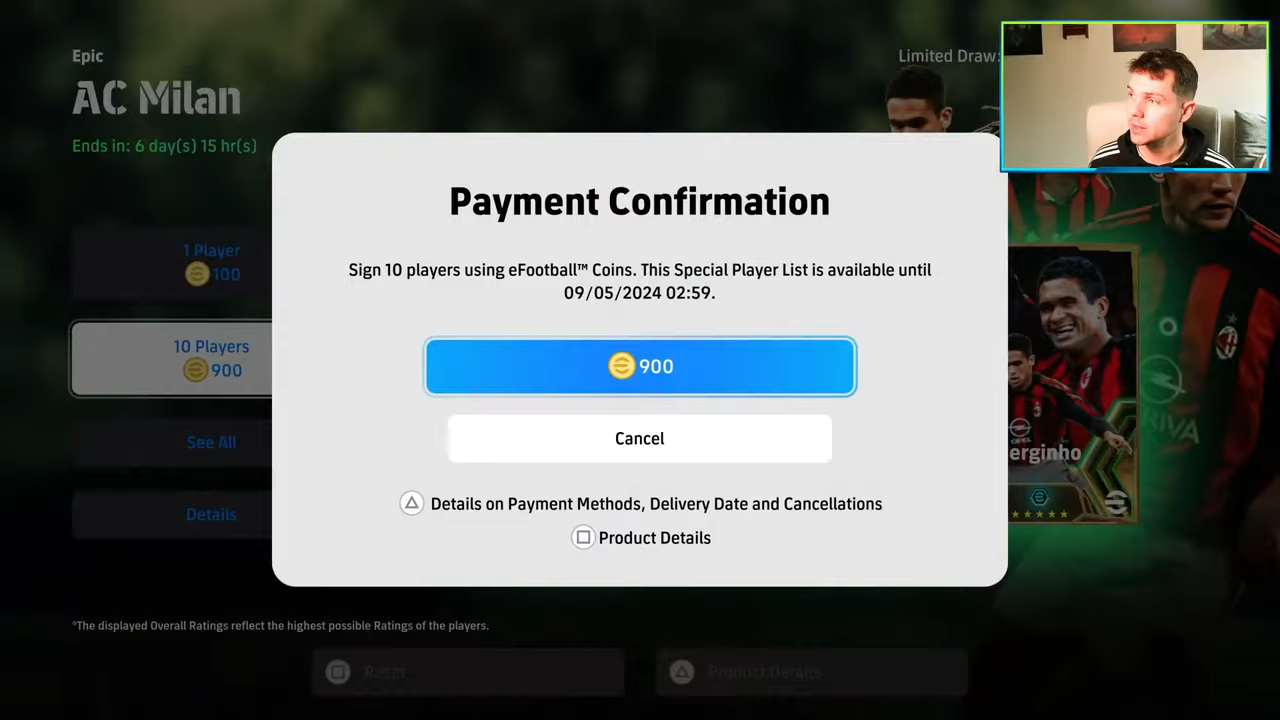 Epic
Limited Draw:
AC Milan
Ends in: 6 day(s) 15 hr(s)
Payment Confirmation
Sign 10 players using eFootball™ Coins. This Special Player List is available until
09/05/2024 02:59.
1 Player
100
10 Players
900
900
Cancel
See All
erginho
Details on Payment Methods, Delivery Date and Cancellations
Details
Product Details
*The displayed Overall Ratings reflect the highest possible Ratings of the players.
Reset
Product Details